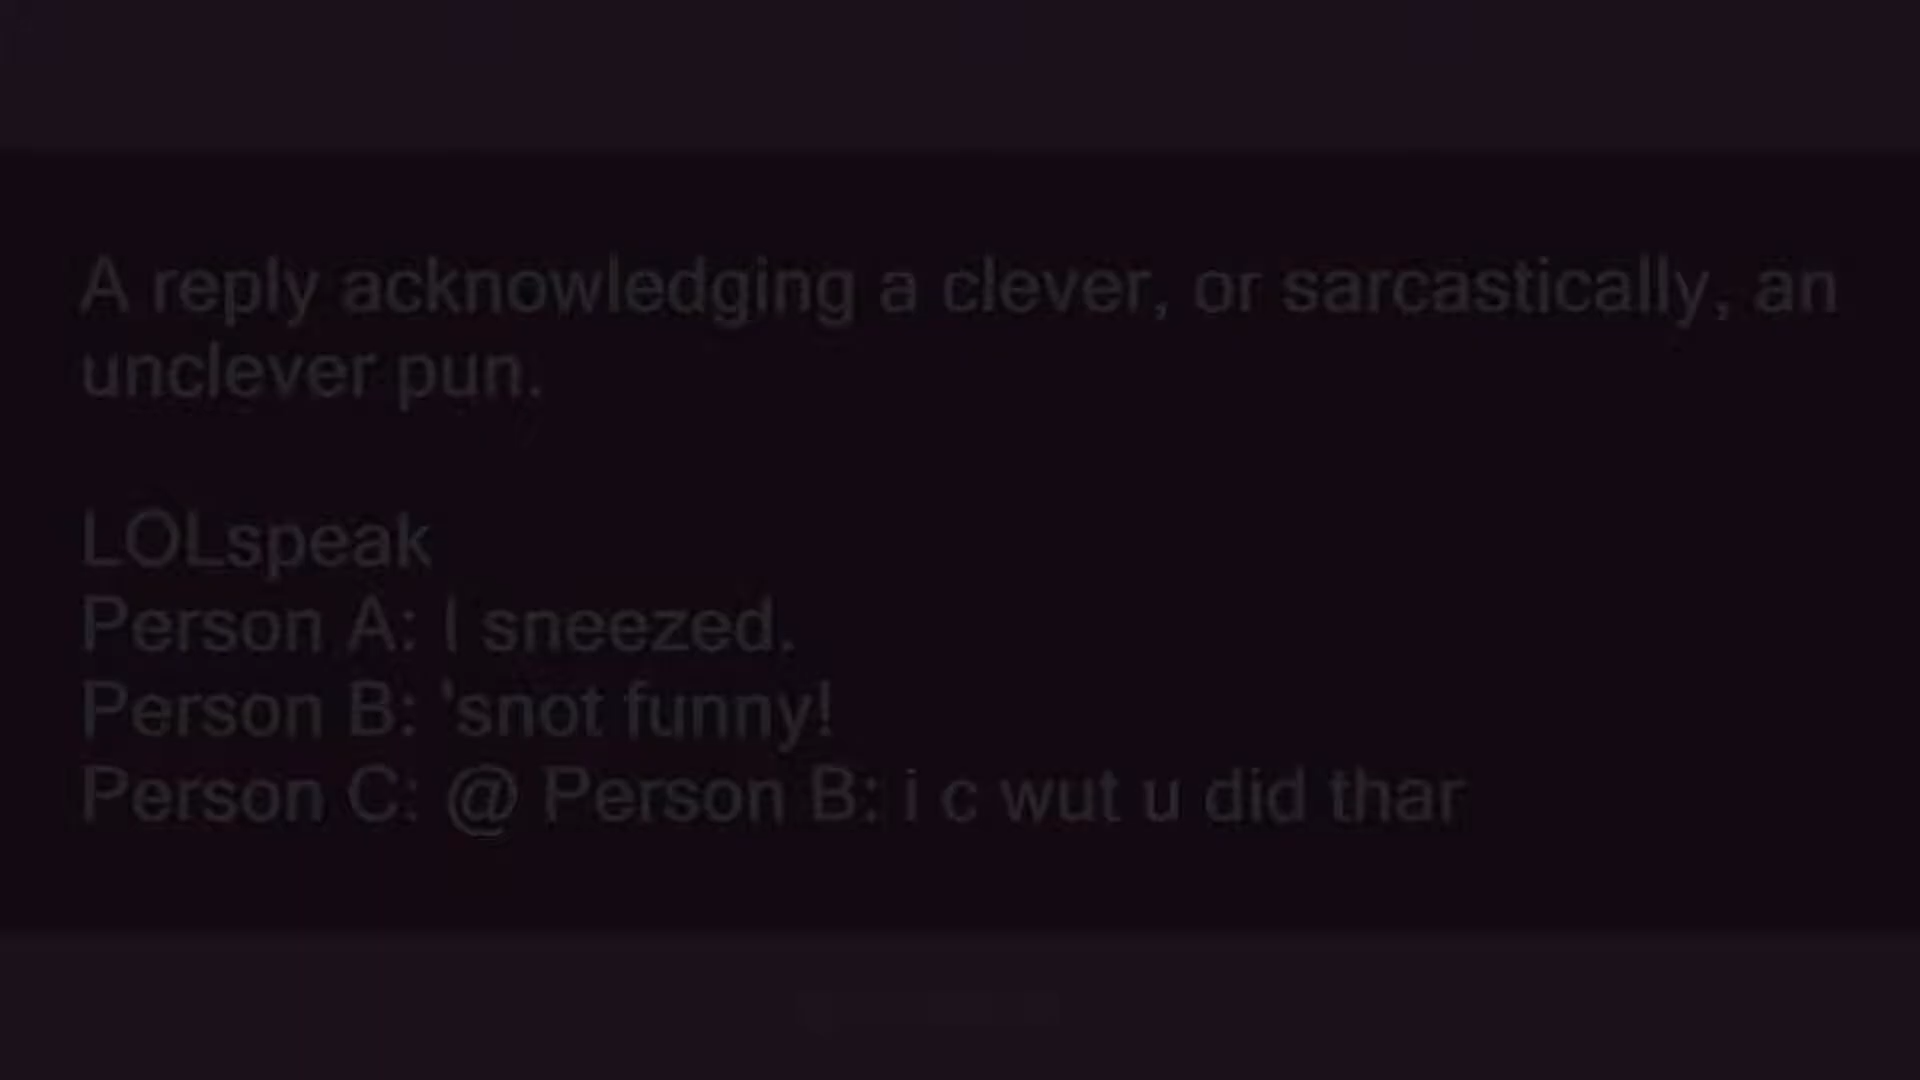 A reply acknowledging a clever, or sarcastically, an
unclever pun.
LOLspeak
Person A: I sneezed.
Person B: 'snot funny!
Person C: @ Person B: i c wut u did thar